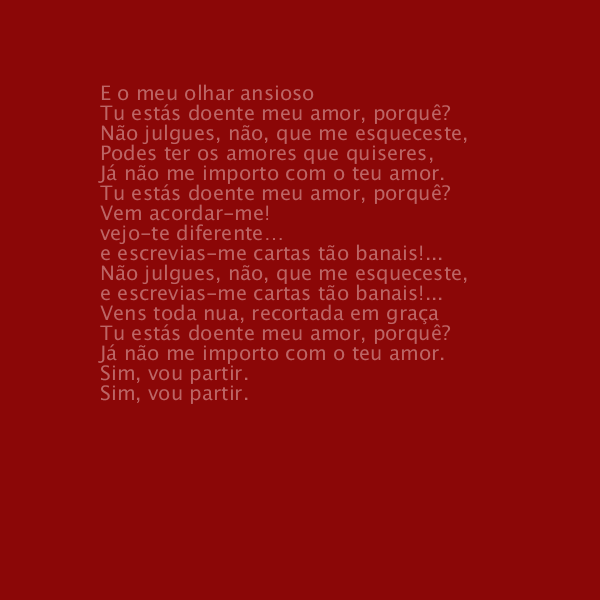 E o meu olhar ansioso
Tu estás doente meu amor, porquê?
Não julgues, não, que me esqueceste,
Podes ter os amores que quiseres,
Já não me importo com o teu amor.
Tu estás doente meu amor, porquê?
Vem acordar-me!
vejo-te diferente...
e escrevias-me cartas tão banais!...
Não julgues, não, que me esqueceste,
e escrevias-me cartas tão banais!...
Vens toda nua, recortada em graça
Tu estás doente meu amor, porquê?
Já não me importo com o teu amor.
Sim, vou partir.
Sim, vou partir.